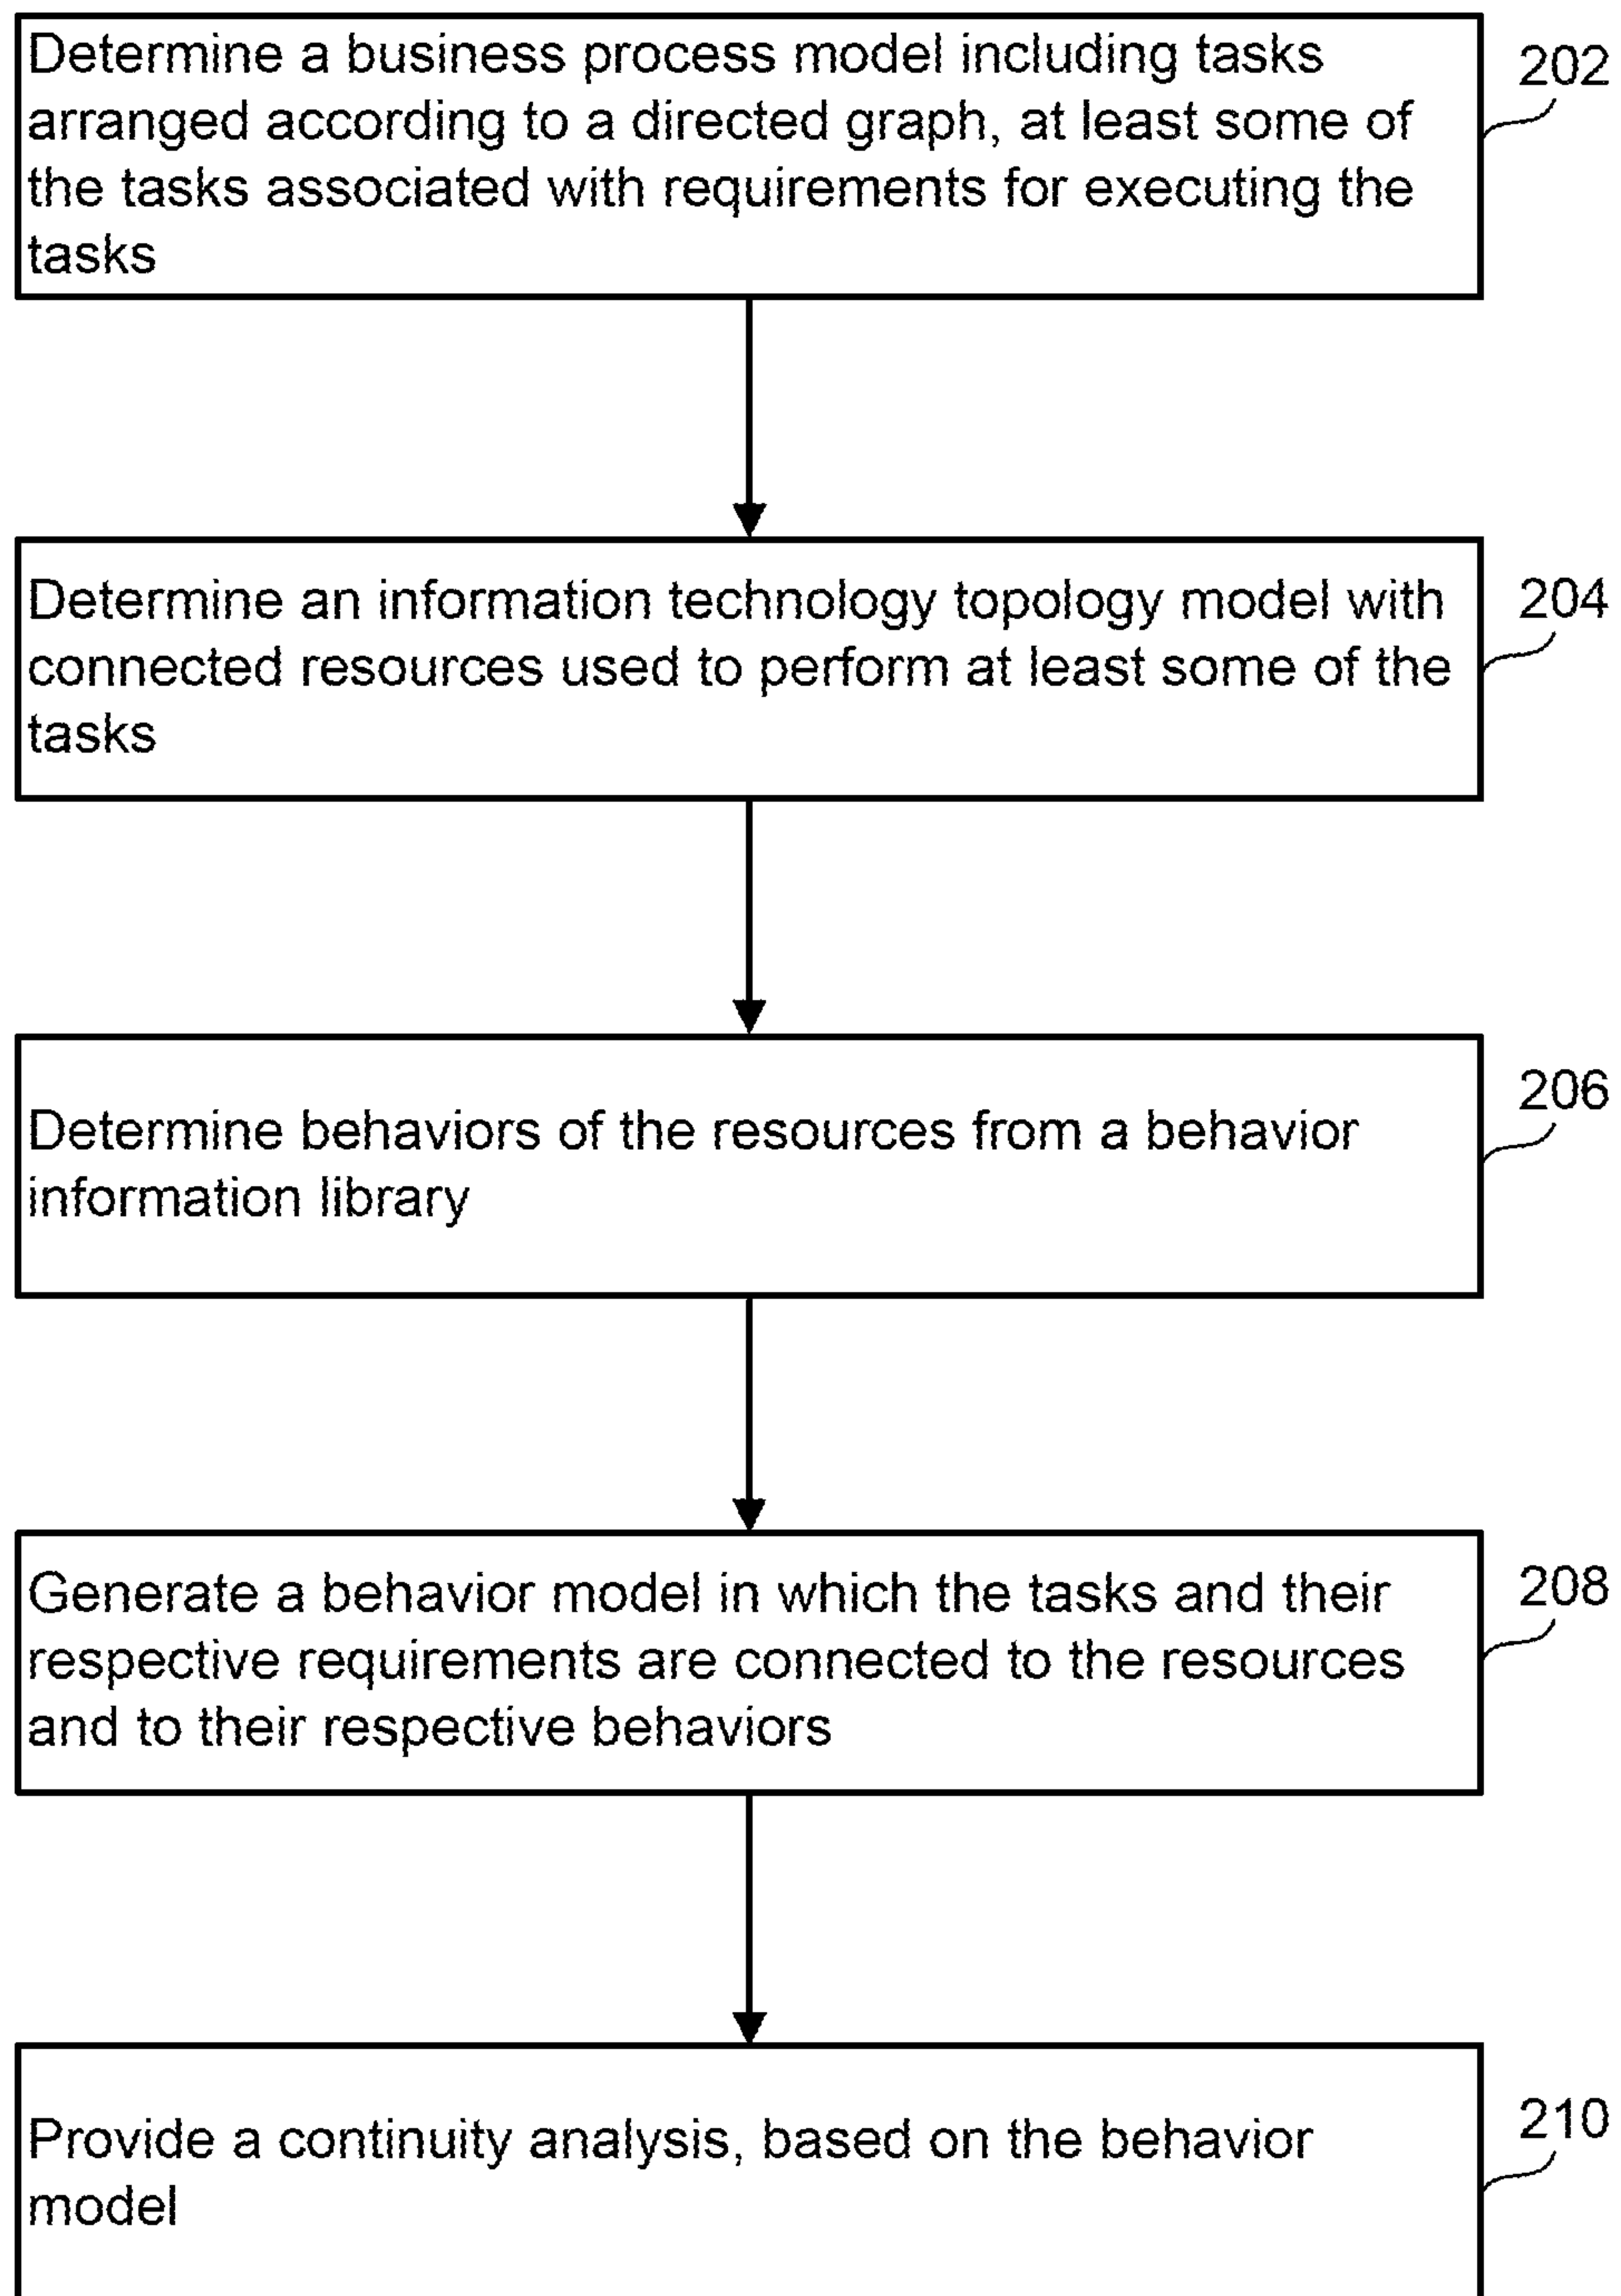 Determine a business process model including tasks
202
arranged according to a directed graph, at least some of
the tasks associated with requirements for executing the
tasks
Determine an information technology topology model with
204
connected resources used to perform at least some of the
tasks
206
Determine behaviors of the resources from a behavior
information library
Generate a behavior model in which the tasks and their
208
respective requirements are connected to the resources
and to their respective behaviors
210
Provide a continuity analysis, based on the behavior
model